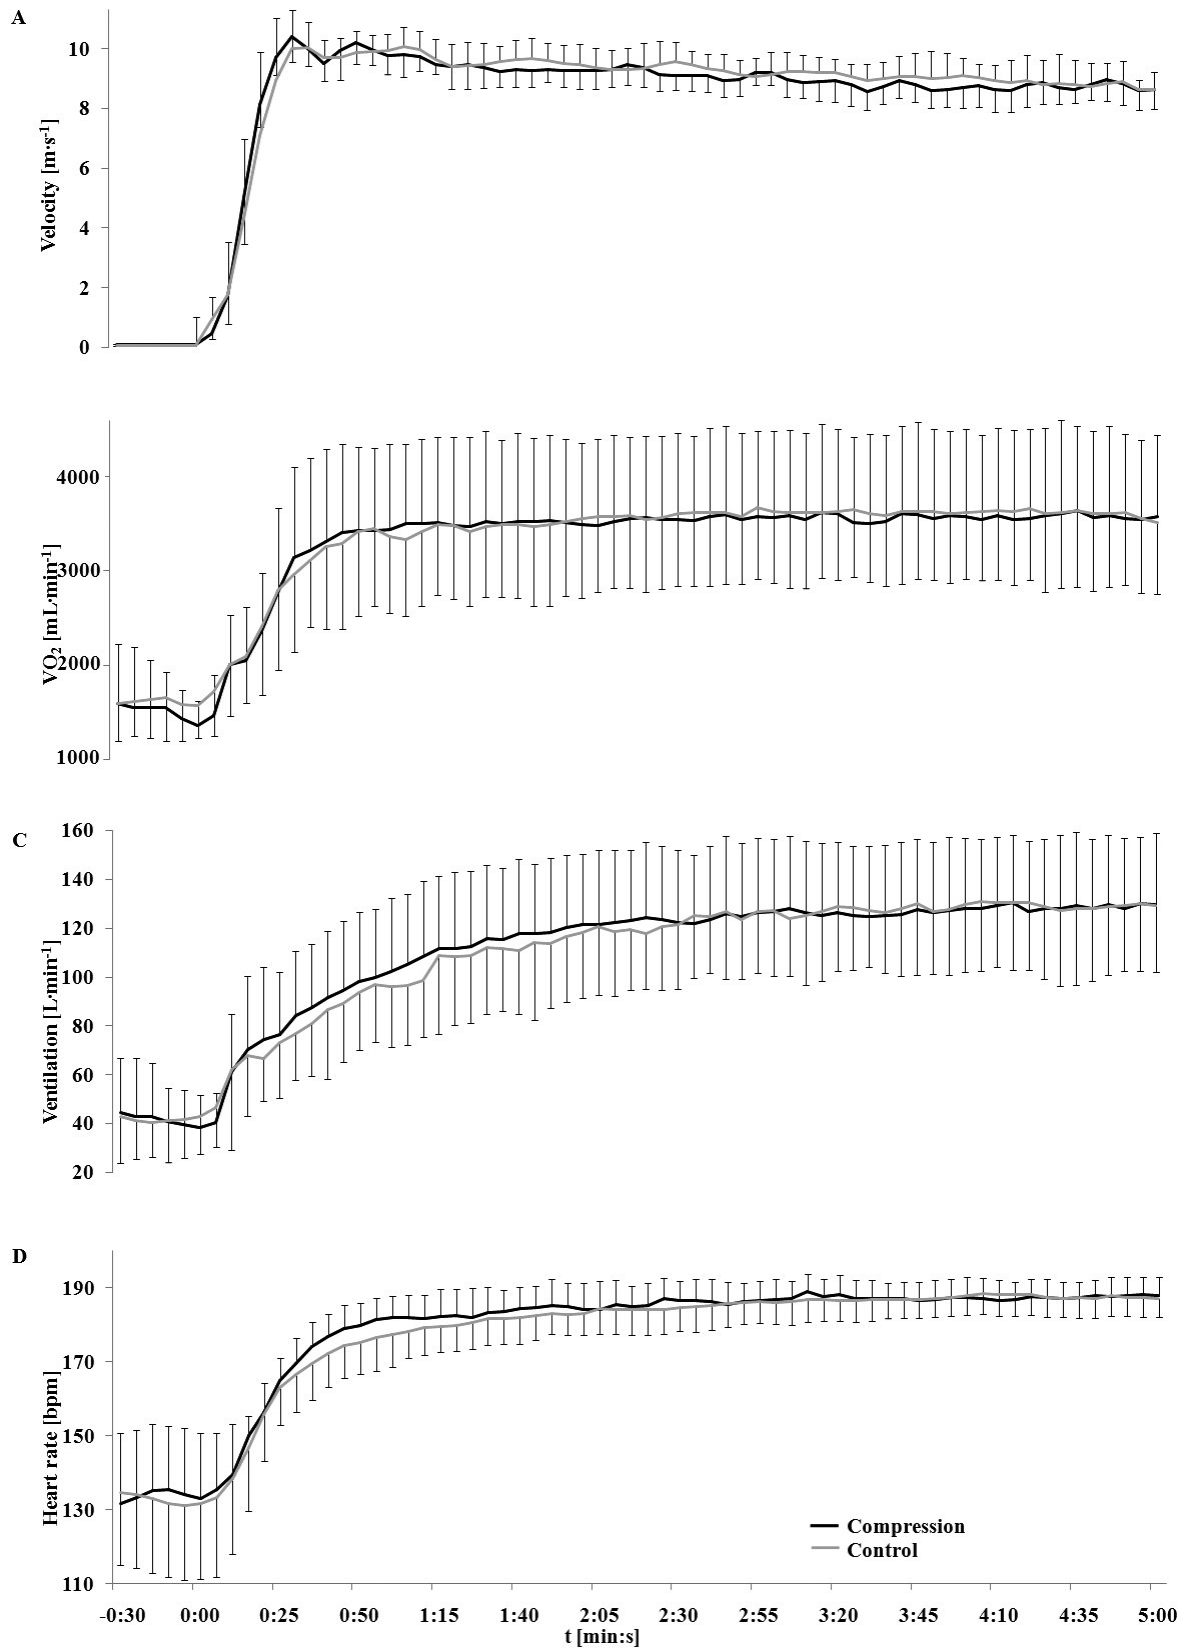 A
10
8
6
4
2
0
Velocity [m·s⁻¹]
4000
3000
2000
1000
VO₂ [mL·min⁻¹]
C
160
140
120
100
80
60
40
20
Ventilation [L·min⁻¹]
D
190
170
150
130
110
Heart rate [bpm]
Compression
Control
-0:30 0:00 0:25 0:50 1:15 1:40 2:05 2:30 2:55 3:20 3:45 4:10 4:35 5:00
t [min:s]